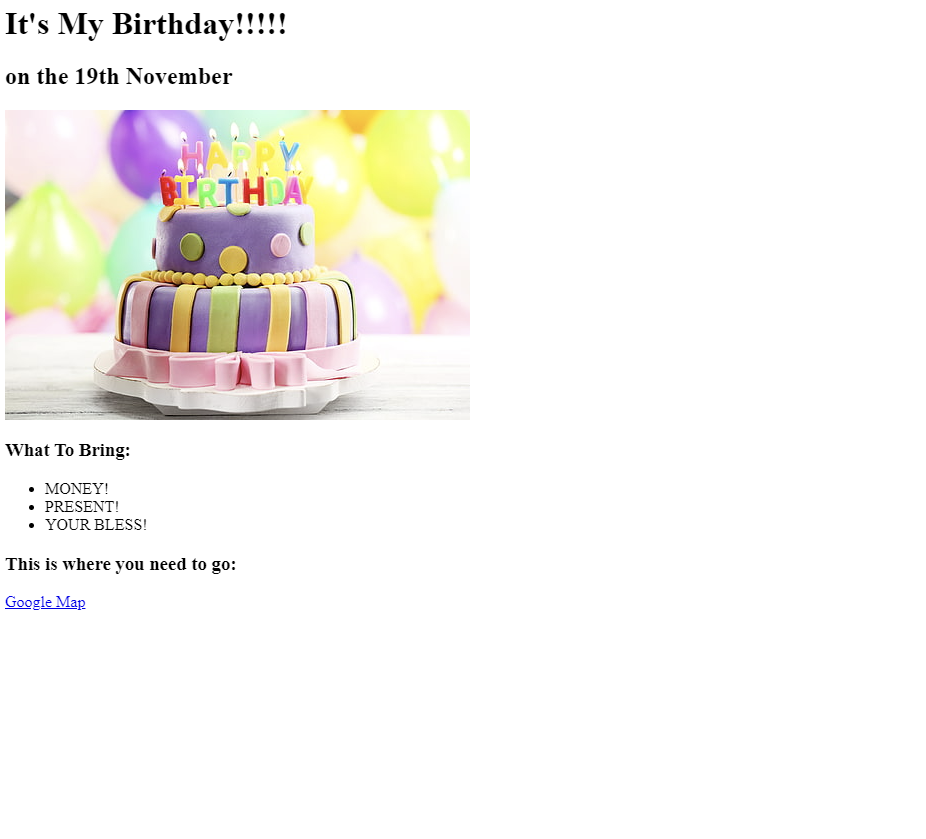 It's My Birthday!!!!!
on the 19th November
HAPPY
BIRTHDAY
What To Bring:
MONEY!
PRESENT!
YOUR BLESS!
This is where you need to go:
Google Map